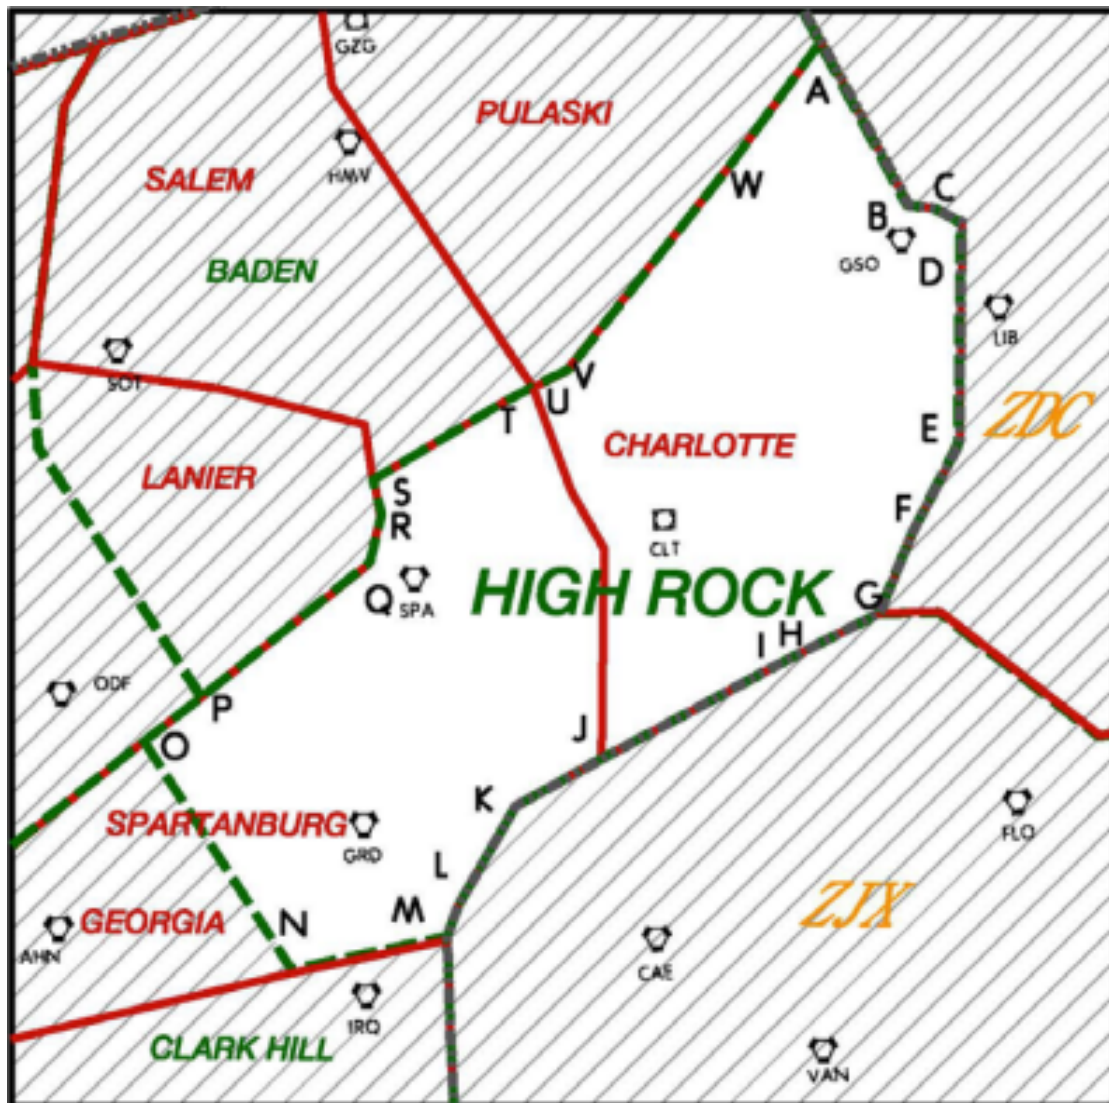 GZG
A
PULASKI
HMV
SALEM
W
C
B
GSO
D
BADEN
LIB
SOT
V
U
T
ZDC
E
CHARLOTTE
LANIER
S
R
F
CLT
Q
SPA
HIGH ROCK
G
H
I
ODF
P
J
O
K
SPARTANBURG
FLO
GRD
L
M
N
GEORGIA
ZJX
AHN
CAE
IRQ
CLARK HILL
VAN